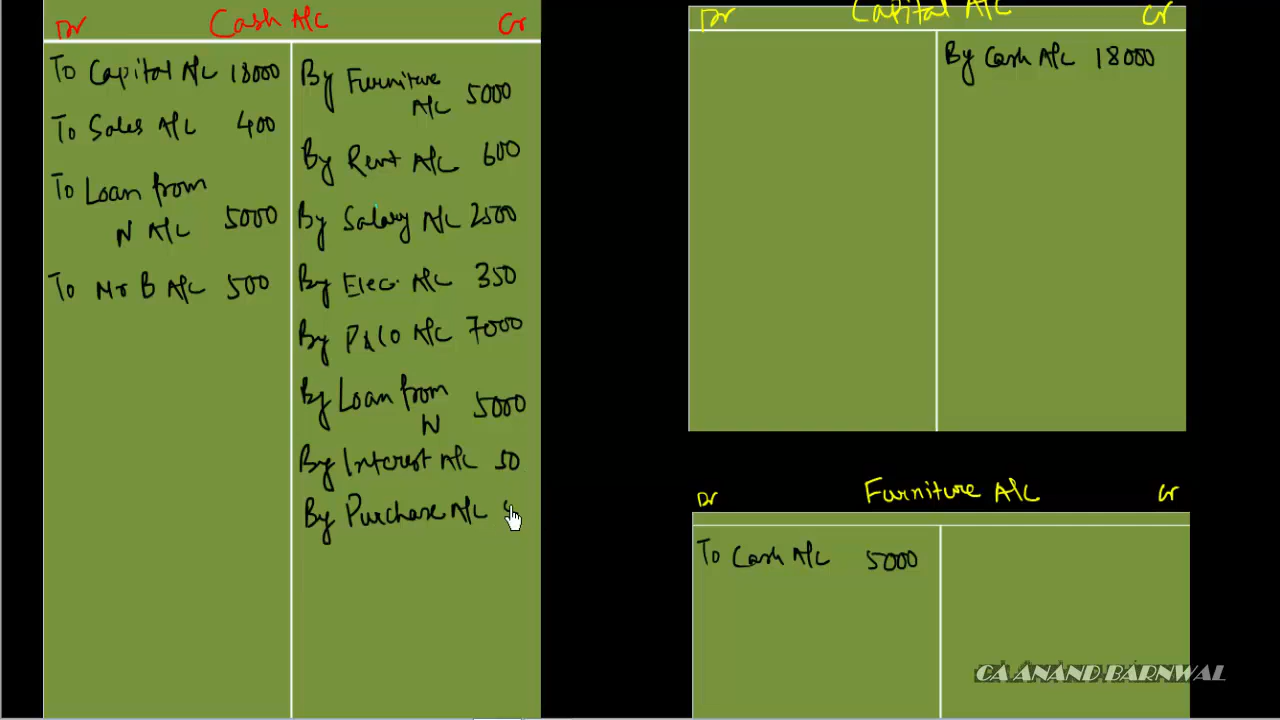 Dr Cash A/c Cr
To Capital A/c 18000
To Sales A/c 400
To Loan from
N A/c 5000
To Mr B A/c 500
By Furniture
A/c 5000
By Rent A/c 600
By Salary A/c 2500
By Elec. A/c 350
By P&Co A/c 7000
By Loan from
N 5000
By Interest A/c 50
By Purchase A/c
Dr Capital A/c Cr
By Cash A/c 18000
Dr Furniture A/c Cr
To Cash A/c 5000
CA ANAND BARNWAL